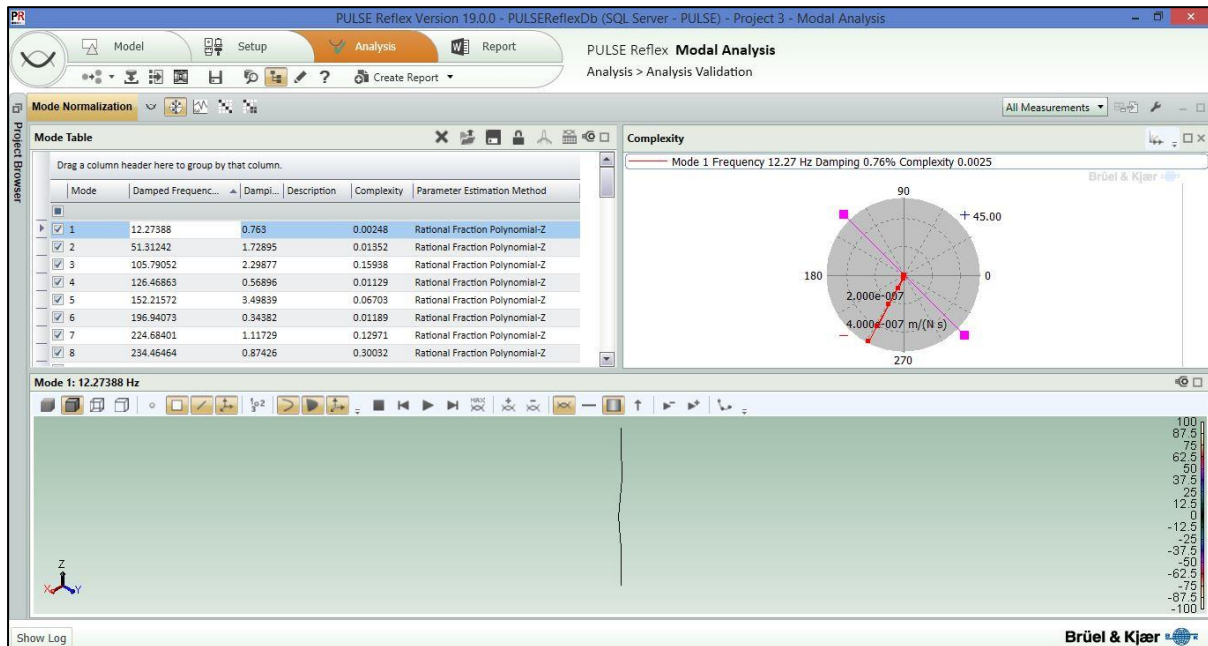 PR PULSE Reflex Version 19.0.0 - PULSEReflexDb (SQL Server - PULSE) - Project 3 - Modal Analysis
Model Setup Analysis Report
PULSE Reflex Modal Analysis
Analysis > Analysis Validation
Create Report
Project Browser
Mode Normalization
All Measurements
Mode Table
Drag a column header here to group by that column.
Mode Damped Frequenc... Dampi... Description Complexity Parameter Estimation Method
1 12.27388 0.763 0.00248 Rational Fraction Polynomial-Z
2 51.31242 1.72895 0.01352 Rational Fraction Polynomial-Z
3 105.79052 2.29877 0.15938 Rational Fraction Polynomial-Z
4 126.46863 0.56896 0.01129 Rational Fraction Polynomial-Z
5 152.21572 3.49839 0.06703 Rational Fraction Polynomial-Z
6 196.94073 0.34382 0.01189 Rational Fraction Polynomial-Z
7 224.68401 1.11729 0.12971 Rational Fraction Polynomial-Z
8 234.46464 0.87426 0.30032 Rational Fraction Polynomial-Z
Complexity
Mode 1 Frequency 12.27 Hz Damping 0.76% Complexity 0.0025
Brüel & Kjær
90
+ 45.00
180
0
2.000e-007
4.000e-007 m/(N s)
270
Mode 1: 12.27388 Hz
100
87.5
75
62.5
50
37.5
25
12.5
0
-12.5
-25
-37.5
-50
-62.5
-75
-87.5
-100
Z
X
Y
Show Log
Brüel & Kjær